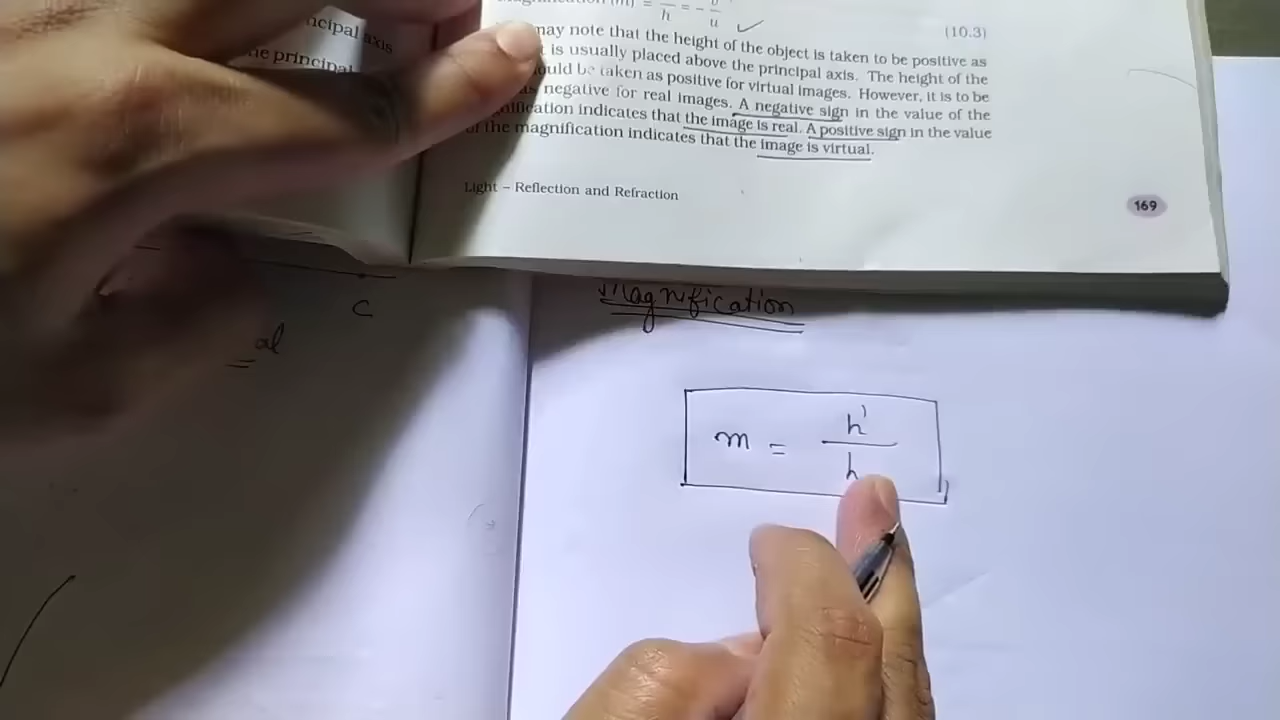 ncipal axis
he principal
h u
(10.3)
may note that the height of the object is taken to be positive as
is usually placed above the principal axis. The height of the
ould be taken as positive for virtual images. However, it is to be
as negative for real images. A negative sign in the value of the
nification indicates that the image is real. A positive sign in the value
of the magnification indicates that the image is virtual.
Light – Reflection and Refraction
169
C
al
Magnification
m = h'
h